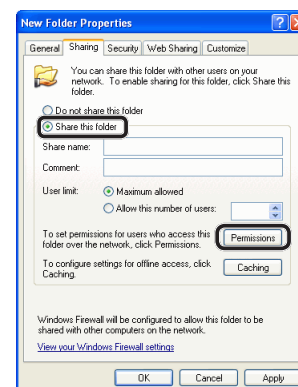 New Folder Properties
General Sharing Security Web Sharing Customize
You can share this folder with other users on your
network. To enable sharing for this folder, click Share this
folder.
Do not share this folder
Share this folder
Share name:
Comment:
User limit: Maximum allowed
Allow this number of users:
To set permissions for users who access this
folder over the network, click Permissions.
Permissions
To configure settings for offline access, click
Caching.
Caching
Windows Firewall will be configured to allow this folder to be
shared with other computers on the network.
View your Windows Firewall settings
OK Cancel Apply